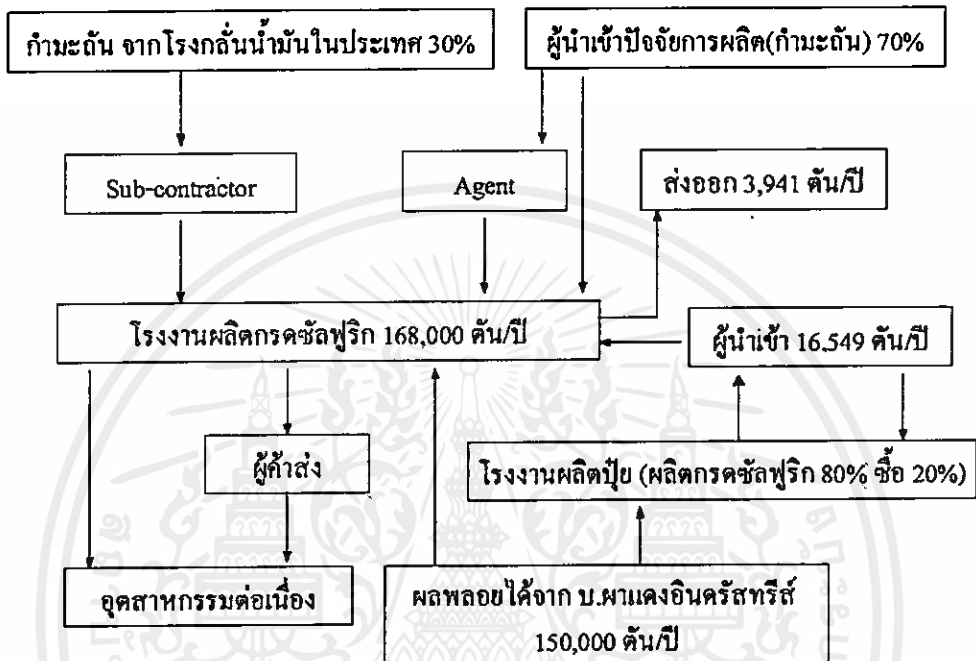 กำมะถัน จากโรงกลั่นน้ำมันในประเทศ 30%
ผู้นำเข้าปัจจัยการผลิต(กำมะถัน) 70%
Sub-contractor
Agent
ส่งออก 3,941 ตัน/ปี
โรงงานผลิตกรดซัลฟูริก 168,000 ตัน/ปี
ผู้นำเข้า 16,549 ตัน/ปี
ผู้ค้าส่ง
โรงงานผลิตปุ๋ย (ผลิตกรดซัลฟูริก 80% ซื้อ 20%)
อุตสาหกรรมต่อเนื่อง
ผลพลอยได้จาก บ.ผาแดงอินดรัสทรีส์
150,000 ตัน/ปี